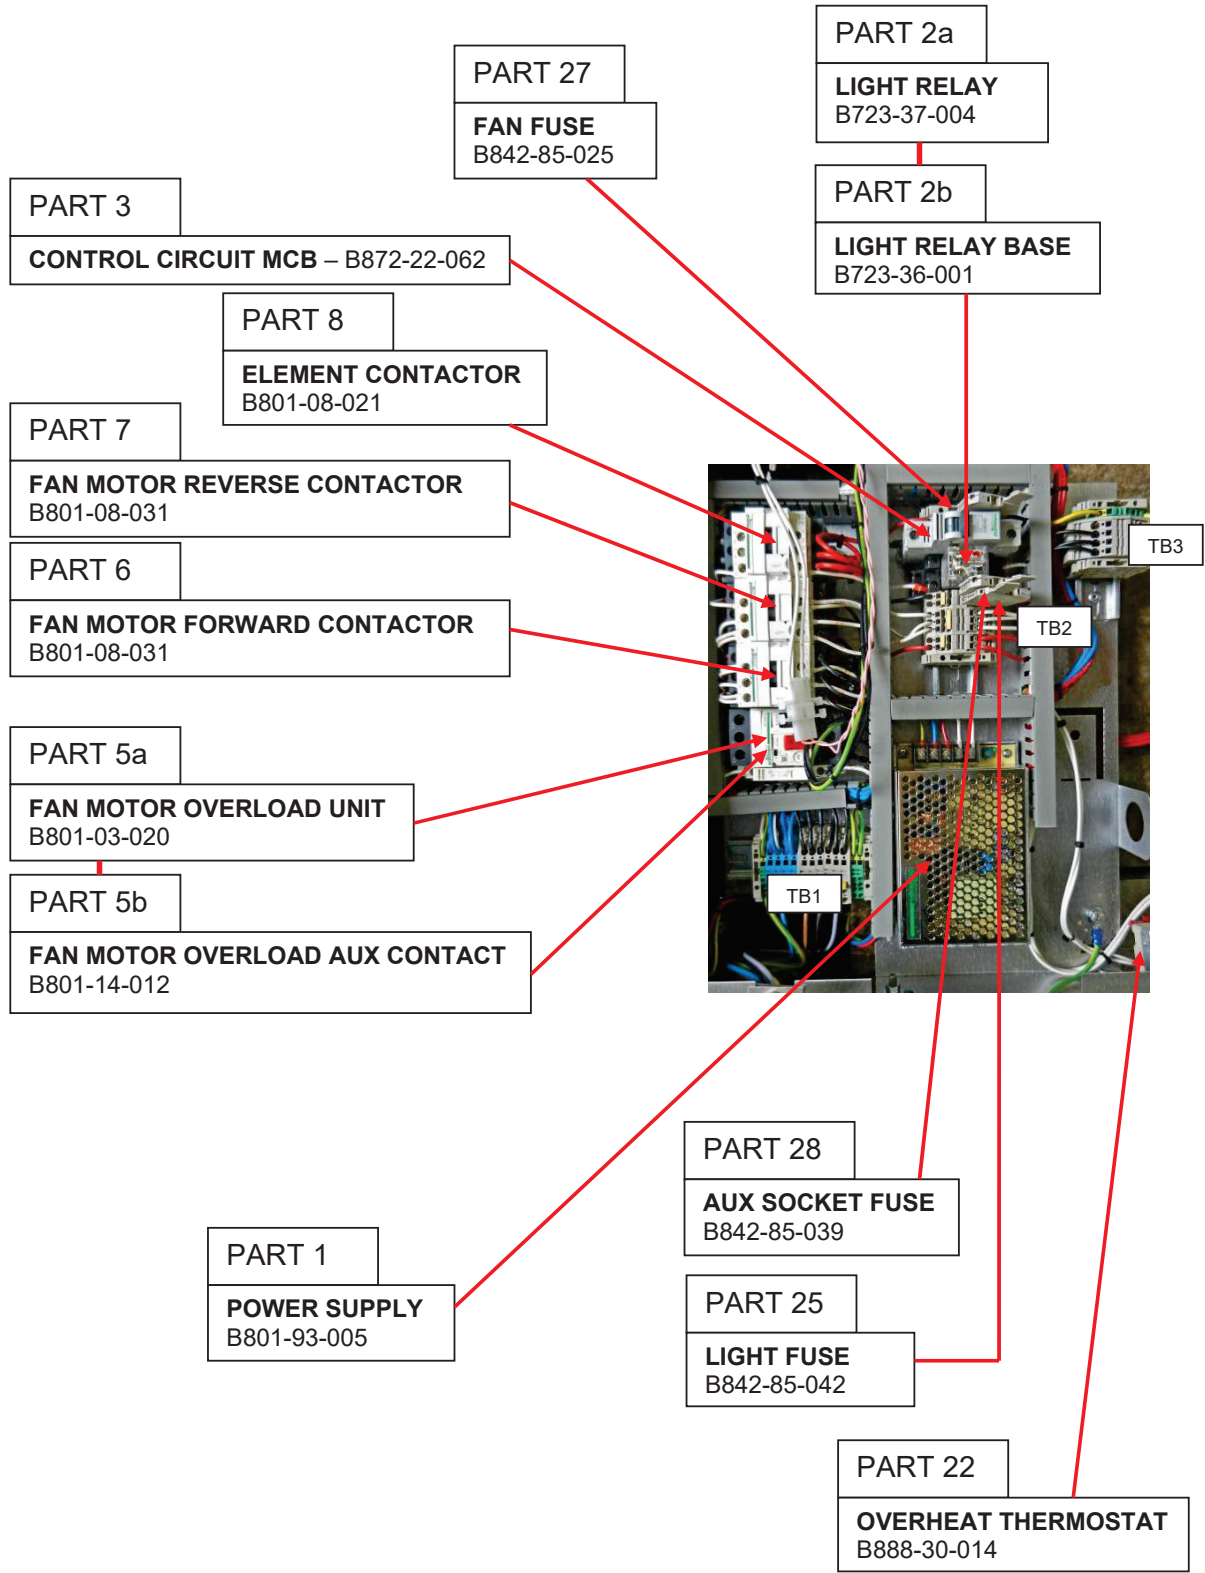 PART 2a
LIGHT RELAY
B723-37-004
PART 27
FAN FUSE
B842-85-025
PART 2b
LIGHT RELAY BASE
B723-36-001
PART 3
CONTROL CIRCUIT MCB – B872-22-062
PART 8
ELEMENT CONTACTOR
B801-08-021
PART 7
FAN MOTOR REVERSE CONTACTOR
B801-08-031
PART 6
FAN MOTOR FORWARD CONTACTOR
B801-08-031
TB3
TB2
PART 5a
FAN MOTOR OVERLOAD UNIT
B801-03-020
PART 5b
FAN MOTOR OVERLOAD AUX CONTACT
B801-14-012
TB1
PART 28
AUX SOCKET FUSE
B842-85-039
PART 1
POWER SUPPLY
B801-93-005
PART 25
LIGHT FUSE
B842-85-042
PART 22
OVERHEAT THERMOSTAT
B888-30-014